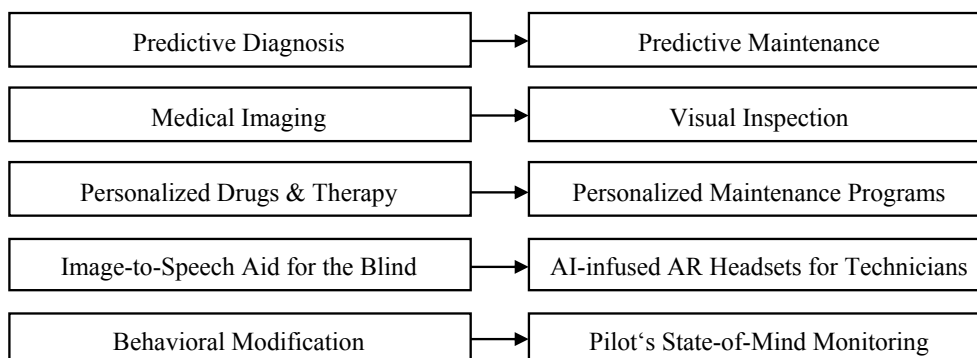 Predictive Diagnosis
Predictive Maintenance
Medical Imaging
Visual Inspection
Personalized Drugs & Therapy
Personalized Maintenance Programs
Image-to-Speech Aid for the Blind
AI-infused AR Headsets for Technicians
Behavioral Modification
Pilot‘s State-of-Mind Monitoring